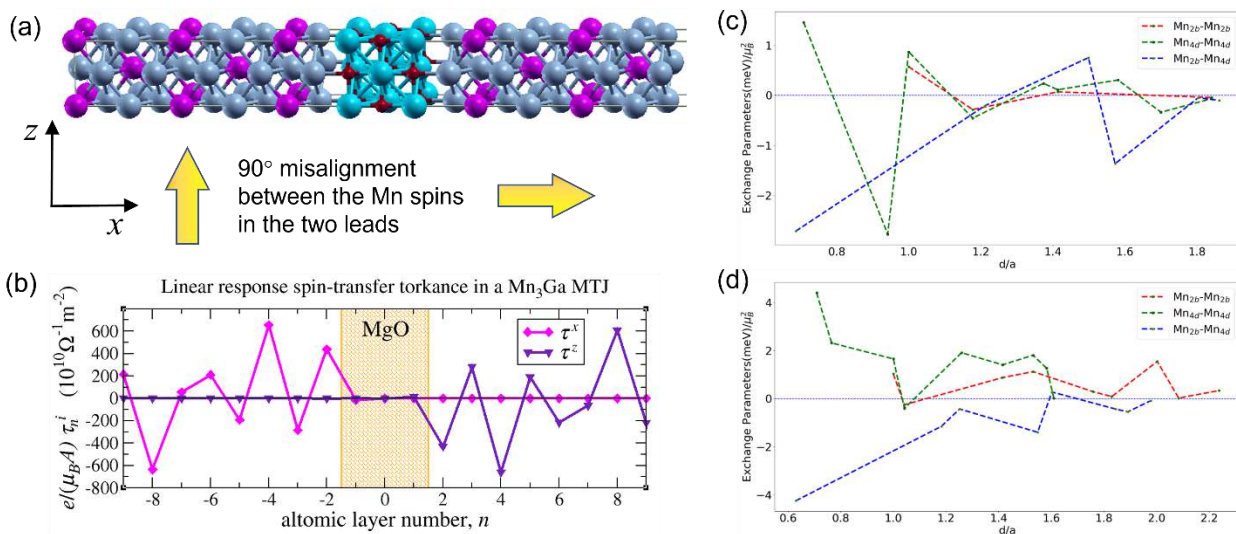 (a)
z
x
90° misalignment
between the Mn spins
in the two leads
(b)
Linear response spin-transfer torkance in a Mn₃Ga MTJ
e/(μ_B A) τ_n^i (10¹⁰Ω⁻¹m⁻²)
600
400
200
0
-200
-400
-600
-800
MgO
τˣ
τᶻ
-8 -6 -4 -2 0 2 4 6 8
altomic layer number, n
(c)
Exchange Parameters(meV)/μ_B²
1
0
−1
−2
Mn₂b-Mn₂b
Mn₄d-Mn₄d
Mn₂b-Mn₄d
0.8 1.0 1.2 1.4 1.6 1.8
d/a
(d)
Exchange Parameters(meV)/μ_B²
4
2
0
−2
−4
Mn₂b-Mn₂b
Mn₄d-Mn₄d
Mn₂b-Mn₄d
0.6 0.8 1.0 1.2 1.4 1.6 1.8 2.0 2.2
d/a